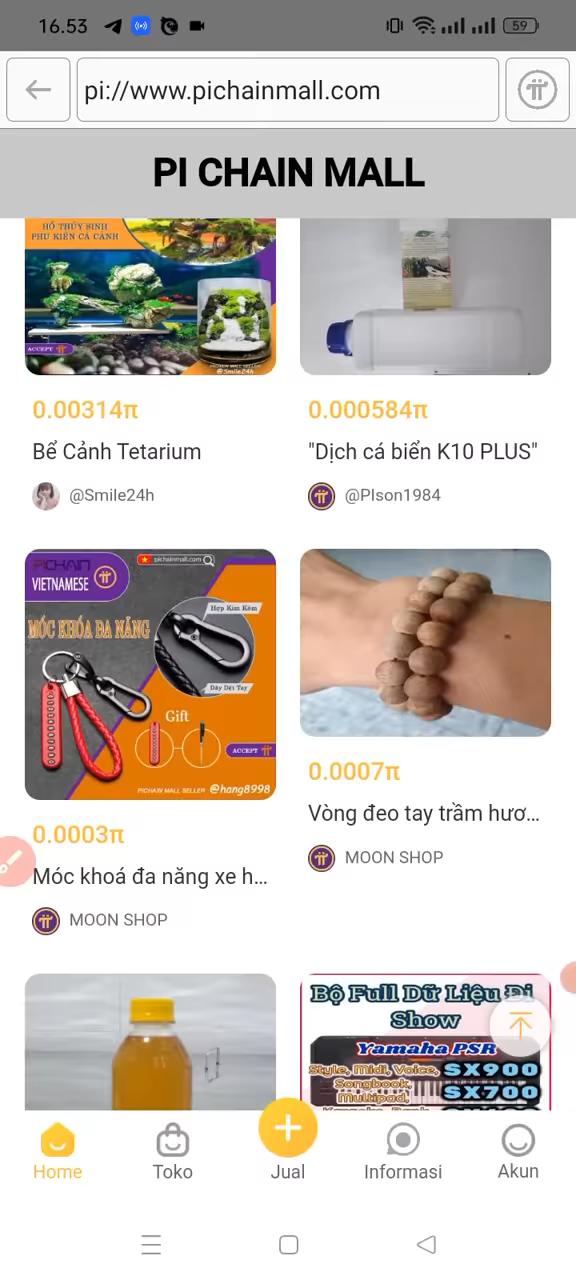 16.53
59
pi://www.pichainmall.com
PI CHAIN MALL
HỒ THỦY SINH
PHỤ KIỆN CÁ CẢNH
ACCEPT
PICHAIN MALL SELLER
@Smile24h
0.00314π
Bể Cảnh Tetarium
@Smile24h
0.000584π
"Dịch cá biển K10 PLUS"
@PIson1984
PICHAIN
VIETNAMESE
pichainmall.com
MÓC KHÓA ĐA NĂNG
Hợp Kim Kẽm
Dây Dệt Tay
Gift
ACCEPT
PICHAIN MALL SELLER @hang8998
0.0003π
Móc khoá đa năng xe h...
MOON SHOP
0.0007π
Vòng đeo tay trầm hươ...
MOON SHOP
Bộ Full Dữ Liệu Đi
Show
Yamaha PSR
Style, Midi, Voice, SX900
Songbook,
Multipad, SX700
Home
Toko
Jual
Informasi
Akun